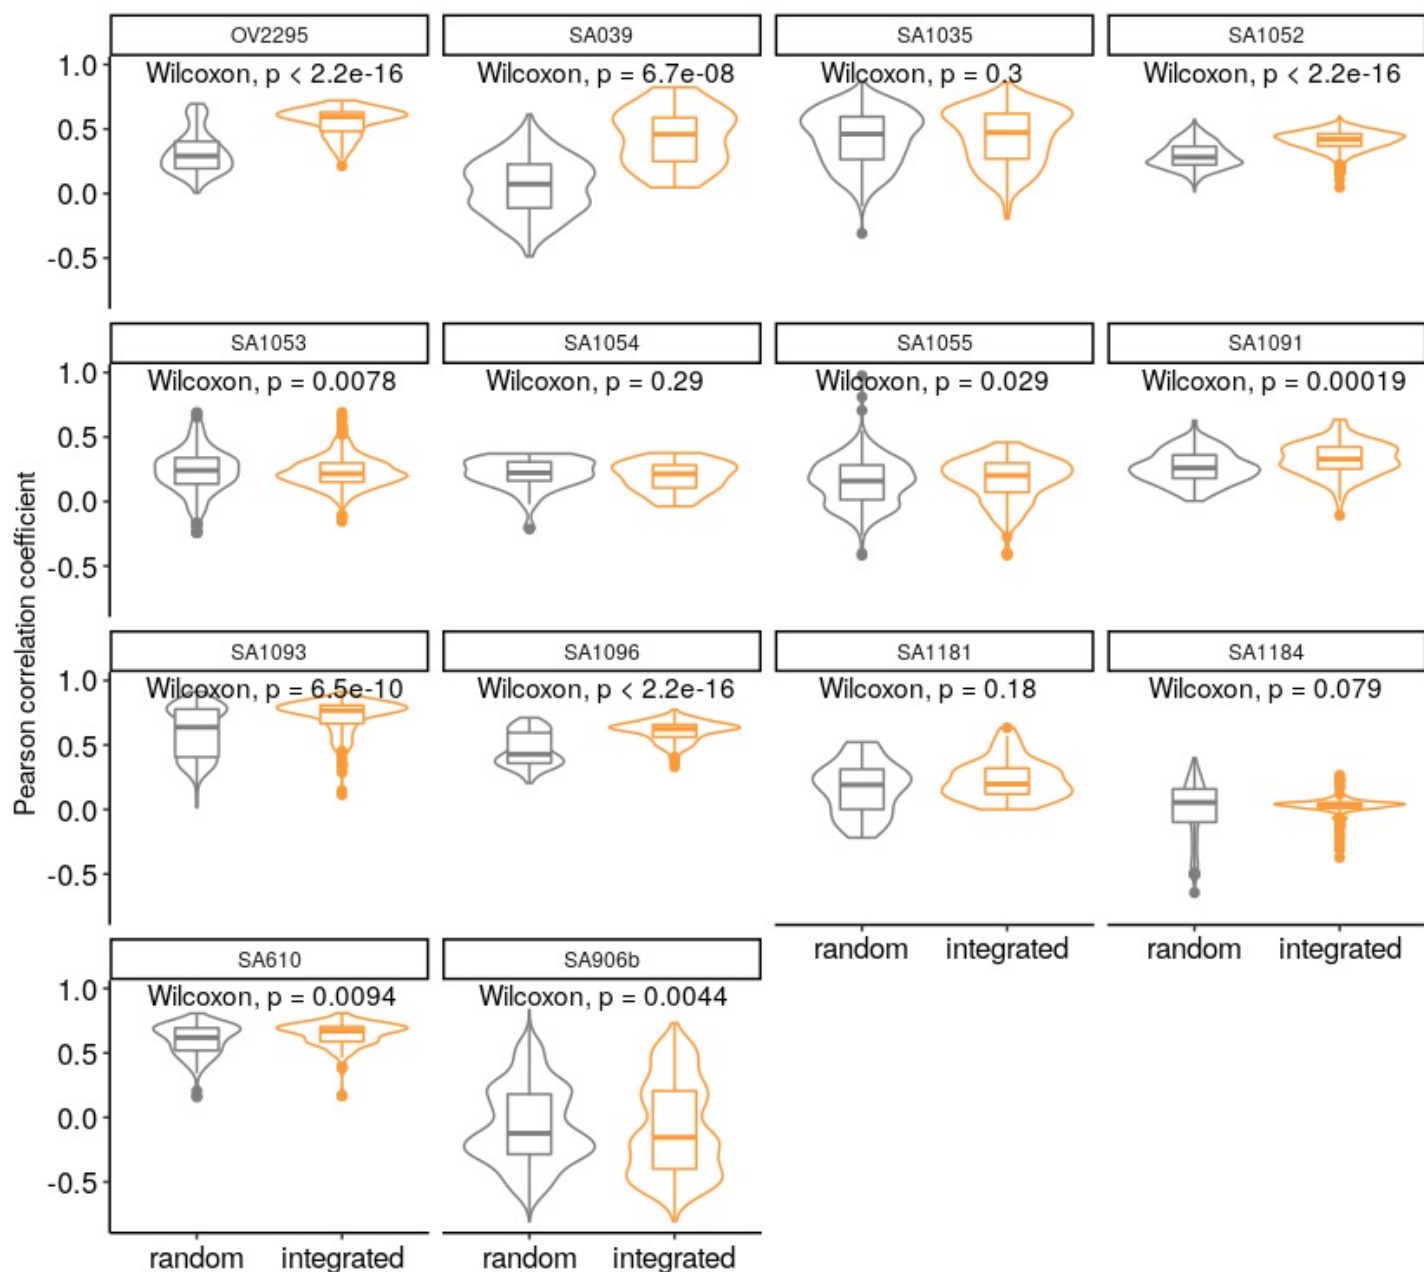 OV2295 SA039 SA1035 SA1052
Wilcoxon, p < 2.2e-16 Wilcoxon, p = 6.7e-08 Wilcoxon, p = 0.3 Wilcoxon, p < 2.2e-16
1.0
0.5
0.0
-0.5
SA1053 SA1054 SA1055 SA1091
Wilcoxon, p = 0.0078 Wilcoxon, p = 0.29 Wilcoxon, p = 0.029 Wilcoxon, p = 0.00019
1.0
0.5
0.0
-0.5
Pearson correlation coefficient
SA1093 SA1096 SA1181 SA1184
Wilcoxon, p = 6.5e-10 Wilcoxon, p < 2.2e-16 Wilcoxon, p = 0.18 Wilcoxon, p = 0.079
1.0
0.5
0.0
-0.5
random integrated random integrated
SA610 SA906b
Wilcoxon, p = 0.0094 Wilcoxon, p = 0.0044
1.0
0.5
0.0
-0.5
random integrated random integrated